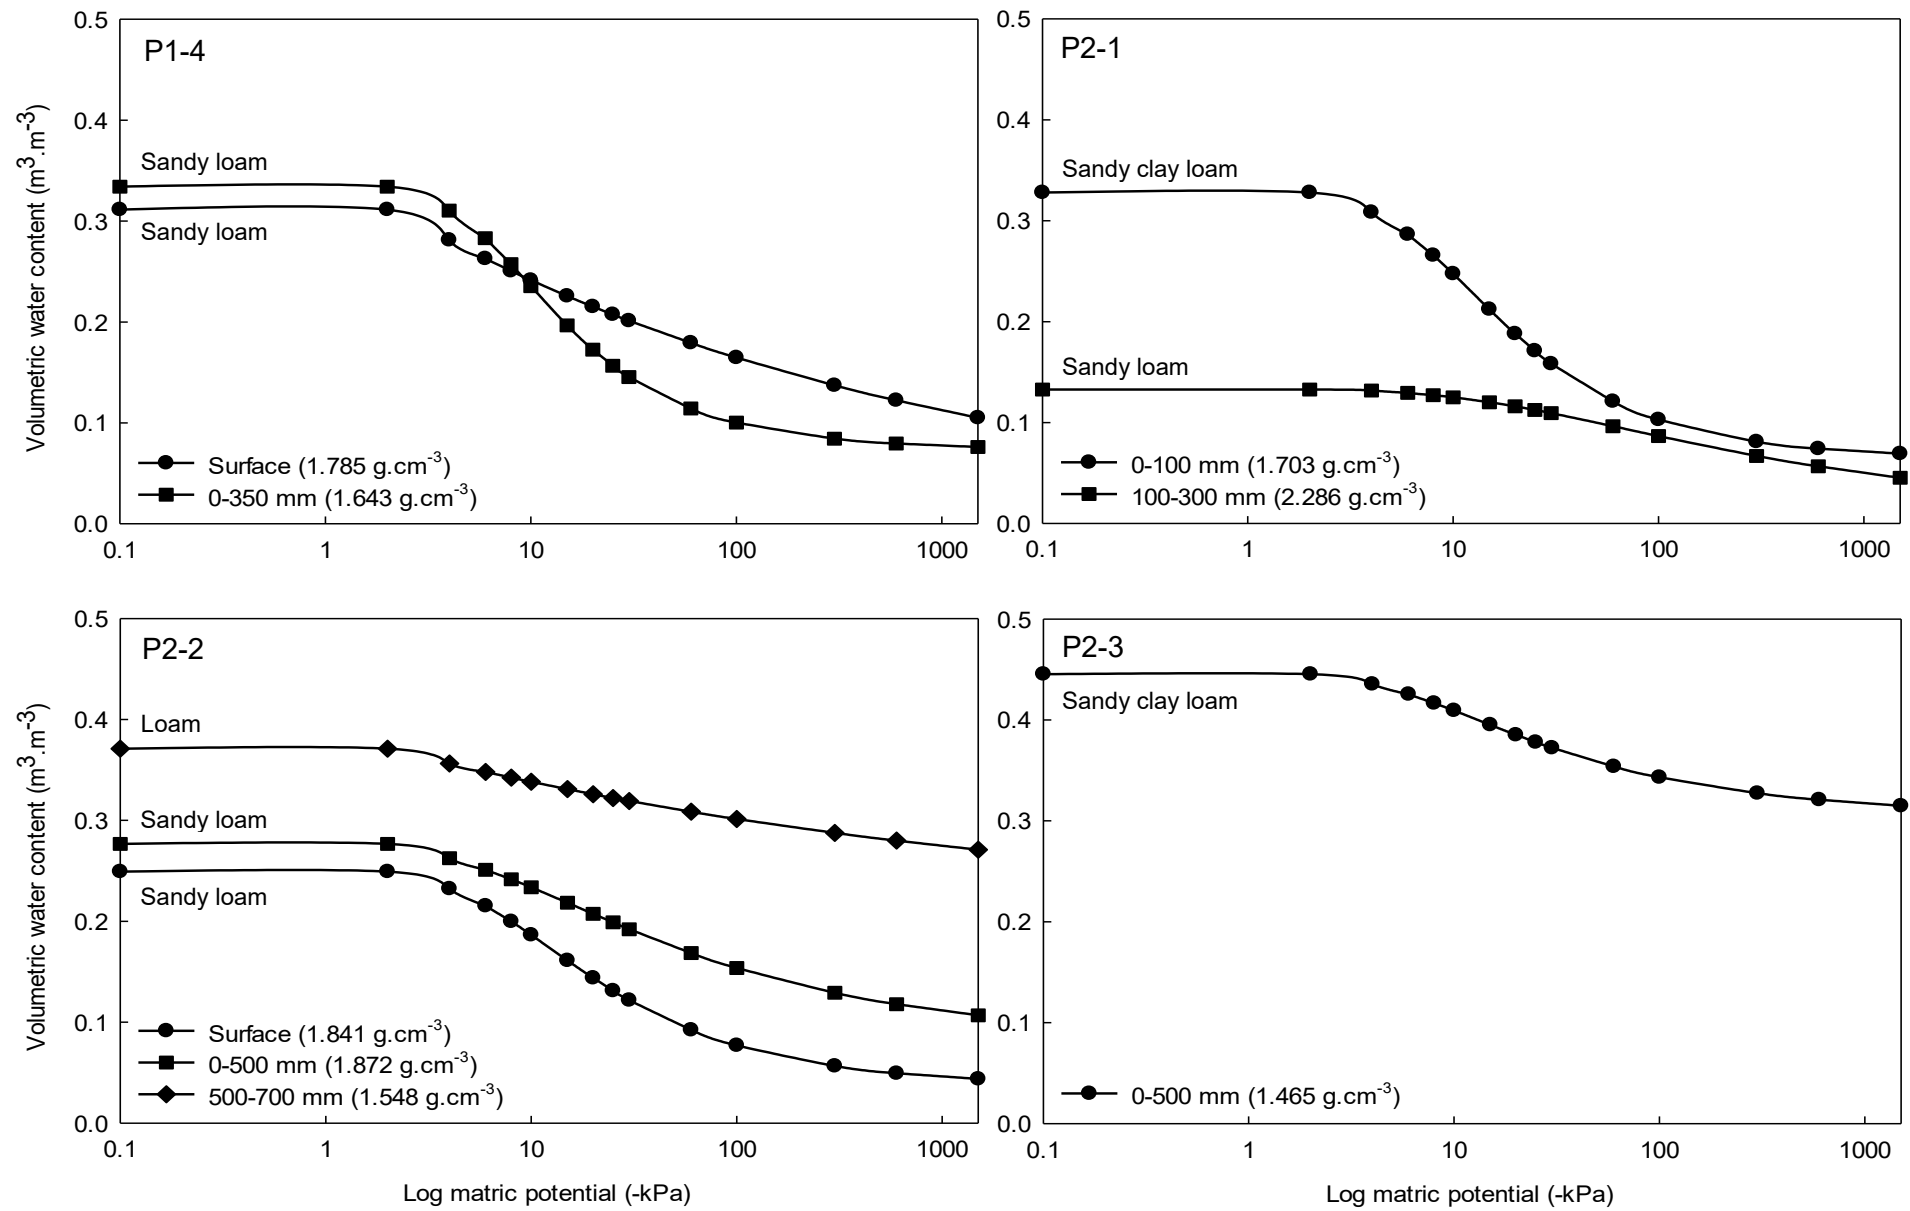 P1-4
Volumetric water content (m³.m⁻³)
0.5
0.4
0.3
0.2
0.1
0.0
Sandy loam
Sandy loam
Surface (1.785 g.cm⁻³)
0-350 mm (1.643 g.cm⁻³)
0.1 1 10 100 1000
P2-1
0.5
0.4
0.3
0.2
0.1
0.0
Sandy clay loam
Sandy loam
0-100 mm (1.703 g.cm⁻³)
100-300 mm (2.286 g.cm⁻³)
0.1 1 10 100 1000
P2-2
Volumetric water content (m³.m⁻³)
0.5
0.4
0.3
0.2
0.1
0.0
Loam
Sandy loam
Sandy loam
Surface (1.841 g.cm⁻³)
0-500 mm (1.872 g.cm⁻³)
500-700 mm (1.548 g.cm⁻³)
0.1 1 10 100 1000
Log matric potential (-kPa)
P2-3
0.5
0.4
0.3
0.2
0.1
0.0
Sandy clay loam
0-500 mm (1.465 g.cm⁻³)
0.1 1 10 100 1000
Log matric potential (-kPa)